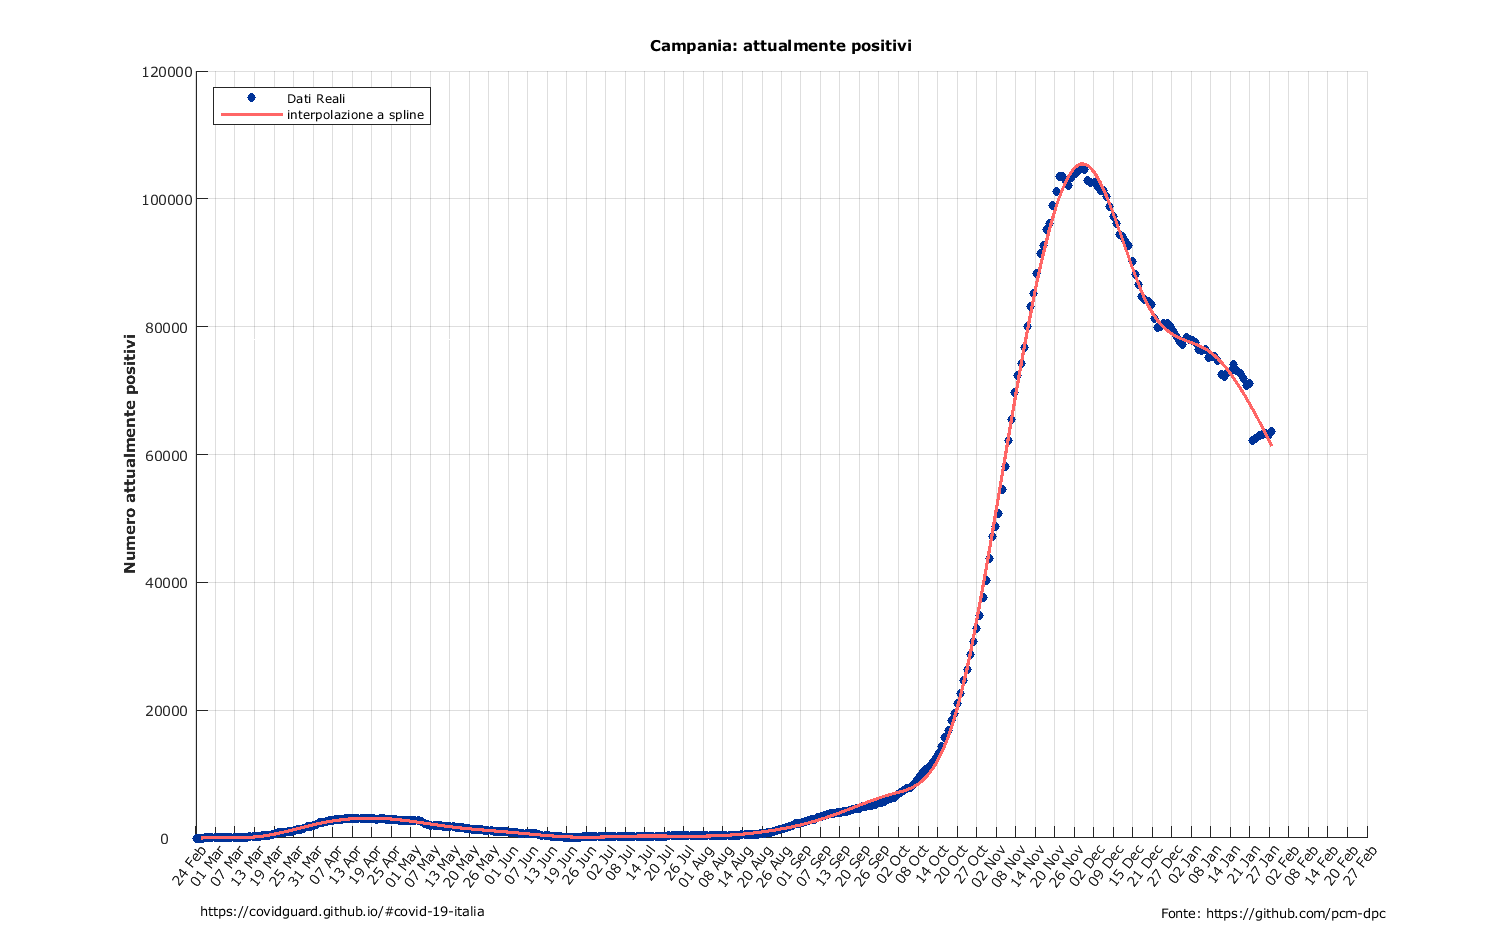 Campania: attualmente positivi
Numero attualmente positivi
120000
100000
80000
60000
40000
20000
0
Dati Reali
interpolazione a spline
24 Feb
01 Mar
07 Mar
13 Mar
19 Mar
25 Mar
31 Mar
07 Apr
13 Apr
19 Apr
25 Apr
01 May
07 May
13 May
20 May
26 May
01 Jun
07 Jun
13 Jun
19 Jun
26 Jun
02 Jul
08 Jul
14 Jul
20 Jul
26 Jul
01 Aug
08 Aug
14 Aug
20 Aug
26 Aug
01 Sep
07 Sep
13 Sep
20 Sep
26 Sep
02 Oct
08 Oct
14 Oct
20 Oct
27 Oct
02 Nov
08 Nov
14 Nov
20 Nov
26 Nov
02 Dec
09 Dec
15 Dec
21 Dec
27 Dec
02 Jan
08 Jan
14 Jan
21 Jan
27 Jan
02 Feb
08 Feb
14 Feb
20 Feb
27 Feb
https://covidguard.github.io/#covid-19-italia
Fonte: https://github.com/pcm-dpc